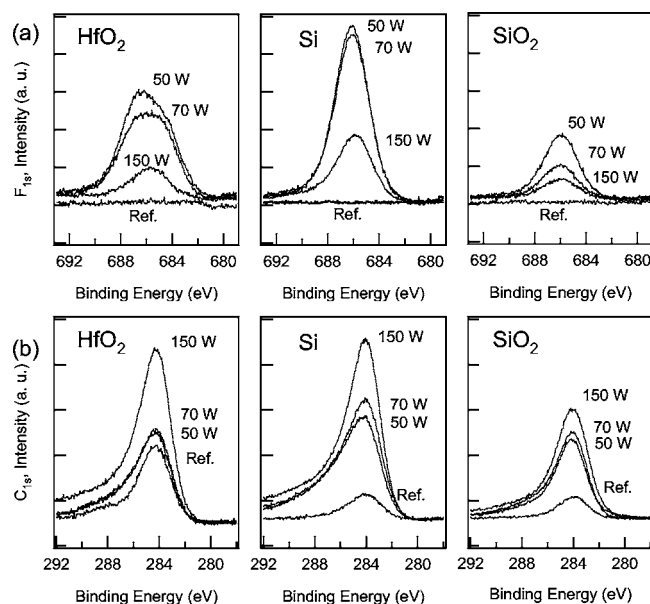 (a)
HfO2
Si
SiO2
F1s, Intensity (a. u.)
50 W
70 W
150 W
Ref.
50 W
70 W
150 W
Ref.
50 W
70 W
150 W
Ref.
692 688 684 680
692 688 684 680
692 688 684 680
Binding Energy (eV)
Binding Energy (eV)
Binding Energy (eV)
(b)
HfO2
Si
SiO2
C1s, Intensity (a. u.)
150 W
70 W
50 W
Ref.
150 W
70 W
50 W
Ref.
150 W
70 W
50 W
Ref.
292 288 284 280
292 288 284 280
292 288 284 280
Binding Energy (eV)
Binding Energy (eV)
Binding Energy (eV)